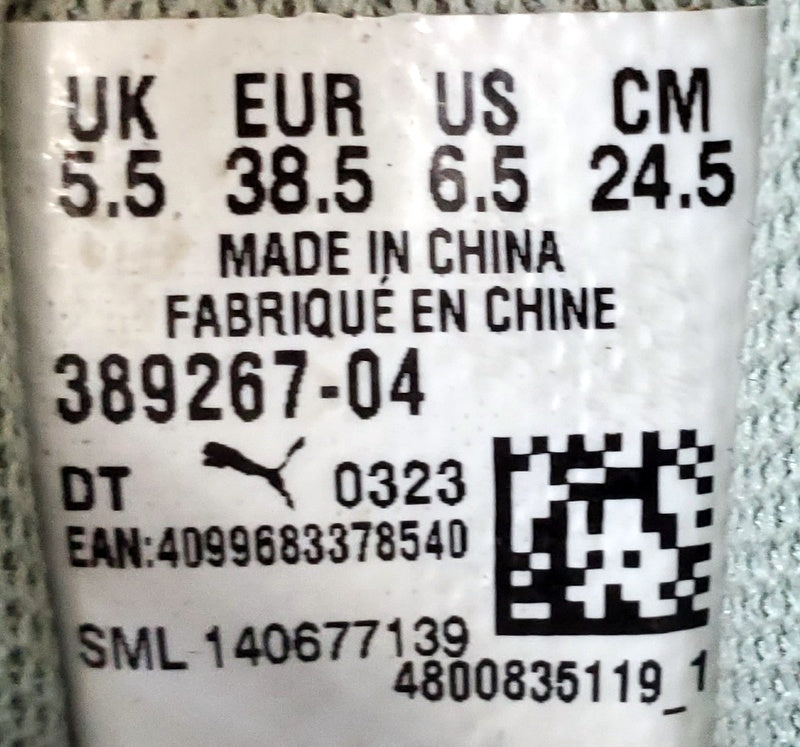 UK EUR US CM
5.5 38.5 6.5 24.5
MADE IN CHINA
FABRIQUÉ EN CHINE
389267-04
DT 0323
EAN:4099683378540
SML 140677139
4800835119_1